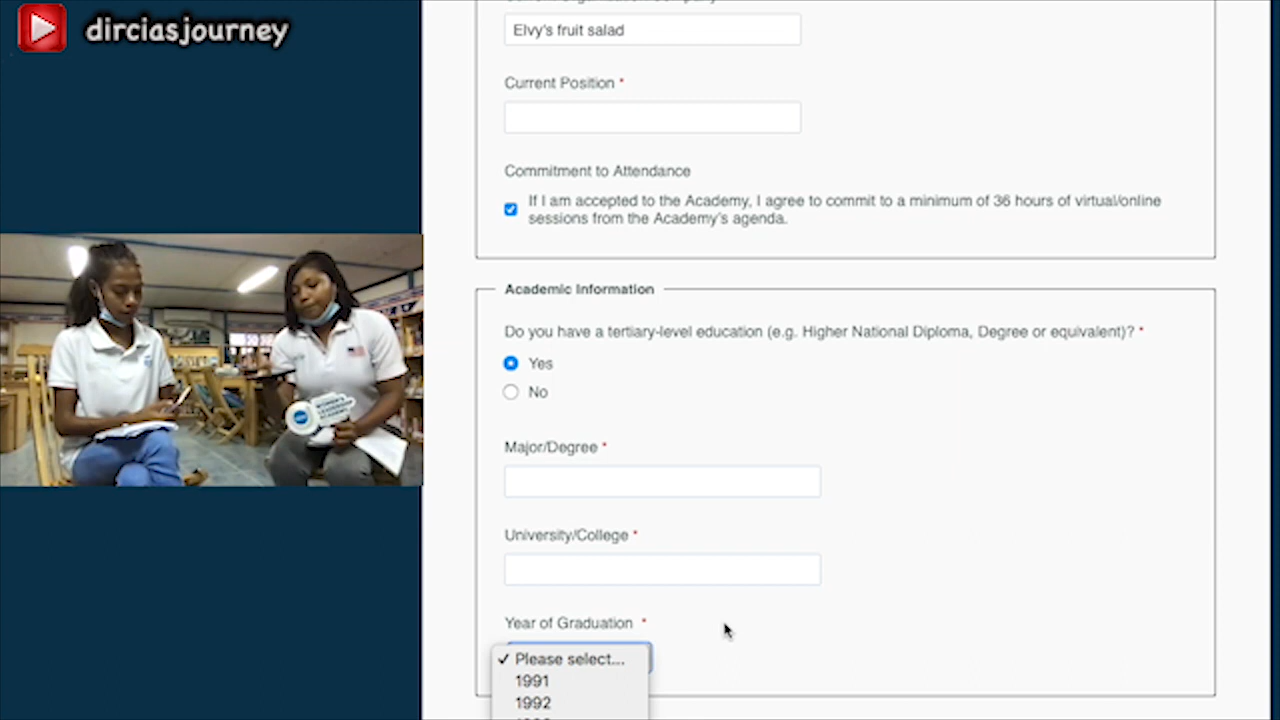 dirciasjourney
Elvy's fruit salad
Current Position *
Commitment to Attendance
If I am accepted to the Academy, I agree to commit to a minimum of 36 hours of virtual/online
sessions from the Academy's agenda.
Academic Information
Do you have a tertiary-level education (e.g. Higher National Diploma, Degree or equivalent)? *
Yes
No
Major/Degree *
University/College *
Year of Graduation *
✓ Please select...
1991
1992
WOMEN'S
LEADERSHIP
ACADEMY